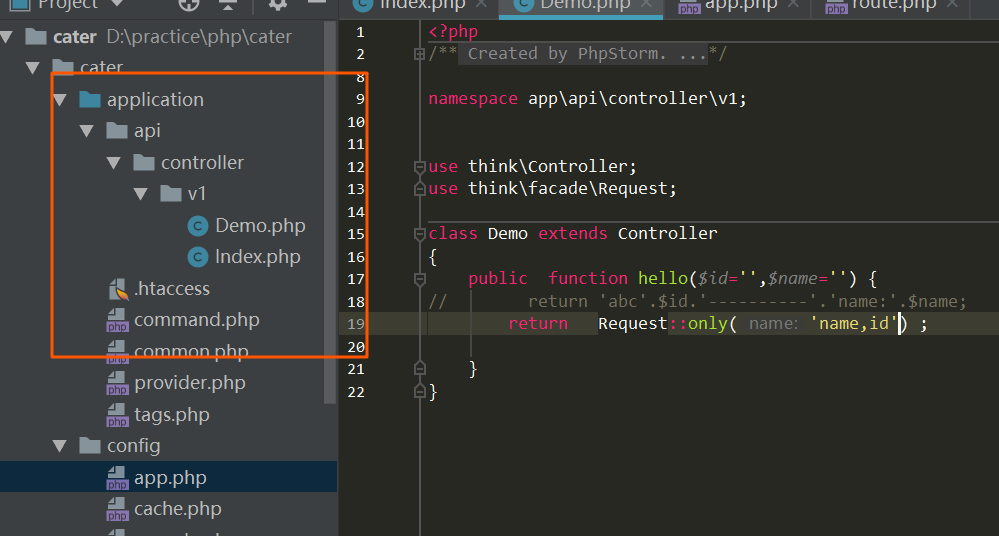 Project
cater D:\practice\php\cater
cater
application
api
controller
v1
Demo.php
Index.php
.htaccess
command.php
common.php
provider.php
tags.php
config
app.php
cache.php
Index.php
Demo.php
app.php
route.php
1 <?php
2 /** Created by PhpStorm. ...*/
8
9 namespace app\api\controller\v1;
10
11
12 use think\Controller;
13 use think\facade\Request;
14
15 class Demo extends Controller
16 {
17 public  function hello($id='',$name='') {
18 //        return 'abc'.$id.'----------'.'name:'.$name;
19 return   Request::only( name: 'name,id') ;
20
21 }
22 }